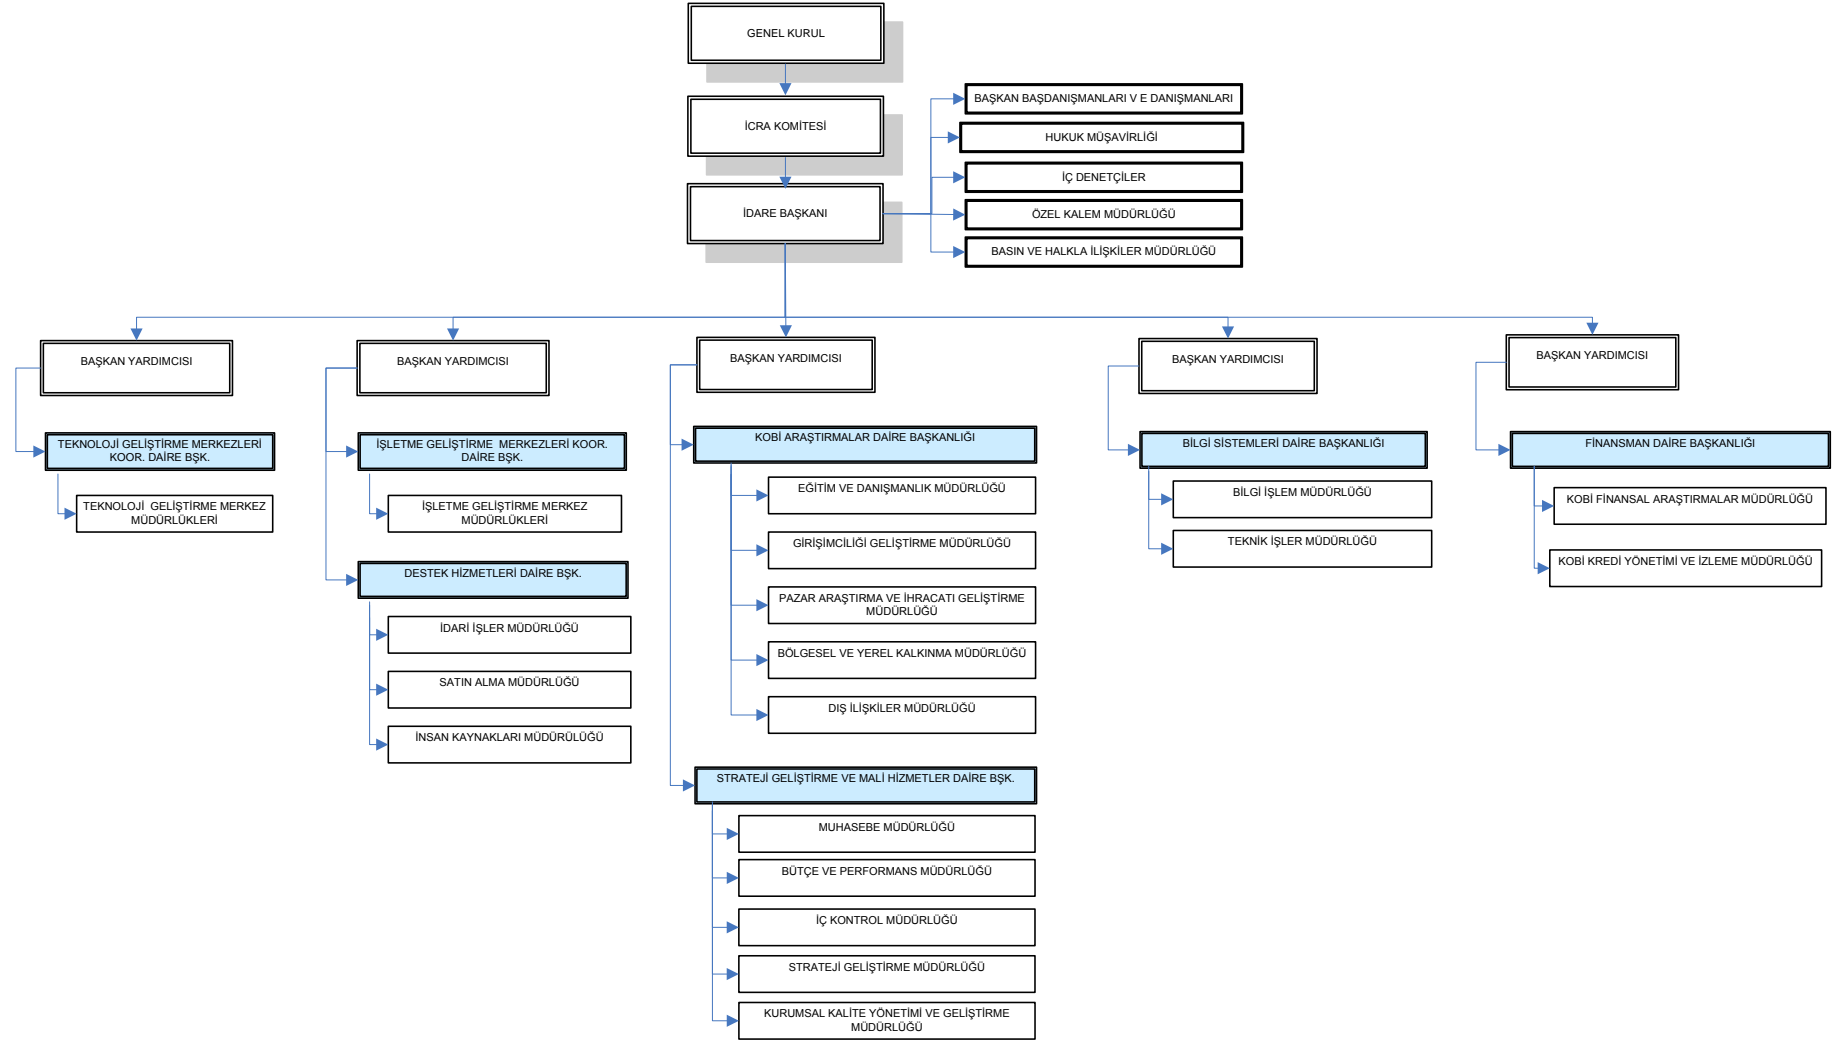 GENEL KURUL
İCRA KOMİTESİ
İDARE BAŞKANI
BAŞKAN BAŞDANIŞMANLARI V E DANIŞMANLARI
HUKUK MÜŞAVİRLİĞİ
İÇ DENETÇİLER
ÖZEL KALEM MÜDÜRLÜĞÜ
BASIN VE HALKLA İLİŞKİLER MÜDÜRLÜĞÜ
BAŞKAN YARDIMCISI
TEKNOLOJİ GELİŞTİRME MERKEZLERİ
KOOR. DAİRE BŞK.
TEKNOLOJİ GELİŞTİRME MERKEZ
MÜDÜRLÜKLERİ
BAŞKAN YARDIMCISI
İŞLETME GELİŞTİRME MERKEZLERİ KOOR.
DAİRE BŞK.
İŞLETME GELİŞTİRME MERKEZ
MÜDÜRLÜKLERİ
DESTEK HİZMETLERİ DAİRE BŞK.
İDARİ İŞLER MÜDÜRLÜĞÜ
SATIN ALMA MÜDÜRLÜĞÜ
İNSAN KAYNAKLARI MÜDÜRÜLÜĞÜ
BAŞKAN YARDIMCISI
KOBİ ARAŞTIRMALAR DAİRE BAŞKANLIĞI
EĞİTİM VE DANIŞMANLIK MÜDÜRLÜĞÜ
GİRİŞİMCİLİĞİ GELİŞTİRME MÜDÜRLÜĞÜ
PAZAR ARAŞTIRMA VE İHRACATI GELİŞTİRME
MÜDÜRLÜĞÜ
BÖLGESEL VE YEREL KALKINMA MÜDÜRLÜĞÜ
DIŞ İLİŞKİLER MÜDÜRLÜĞÜ
STRATEJİ GELİŞTİRME VE MALİ HİZMETLER DAİRE BŞK.
MUHASEBE MÜDÜRLÜĞÜ
BÜTÇE VE PERFORMANS MÜDÜRLÜĞÜ
İÇ KONTROL MÜDÜRLÜĞÜ
STRATEJİ GELİŞTİRME MÜDÜRLÜĞÜ
KURUMSAL KALİTE YÖNETİMİ VE GELİŞTİRME
MÜDÜRLÜĞÜ
BAŞKAN YARDIMCISI
BİLGİ SİSTEMLERİ DAİRE BAŞKANLIĞI
BİLGİ İŞLEM MÜDÜRLÜĞÜ
TEKNİK İŞLER MÜDÜRLÜĞÜ
BAŞKAN YARDIMCISI
FİNANSMAN DAİRE BAŞKANLIĞI
KOBİ FİNANSAL ARAŞTIRMALAR MÜDÜRLÜĞÜ
KOBİ KREDİ YÖNETİMİ VE İZLEME MÜDÜRLÜĞÜ